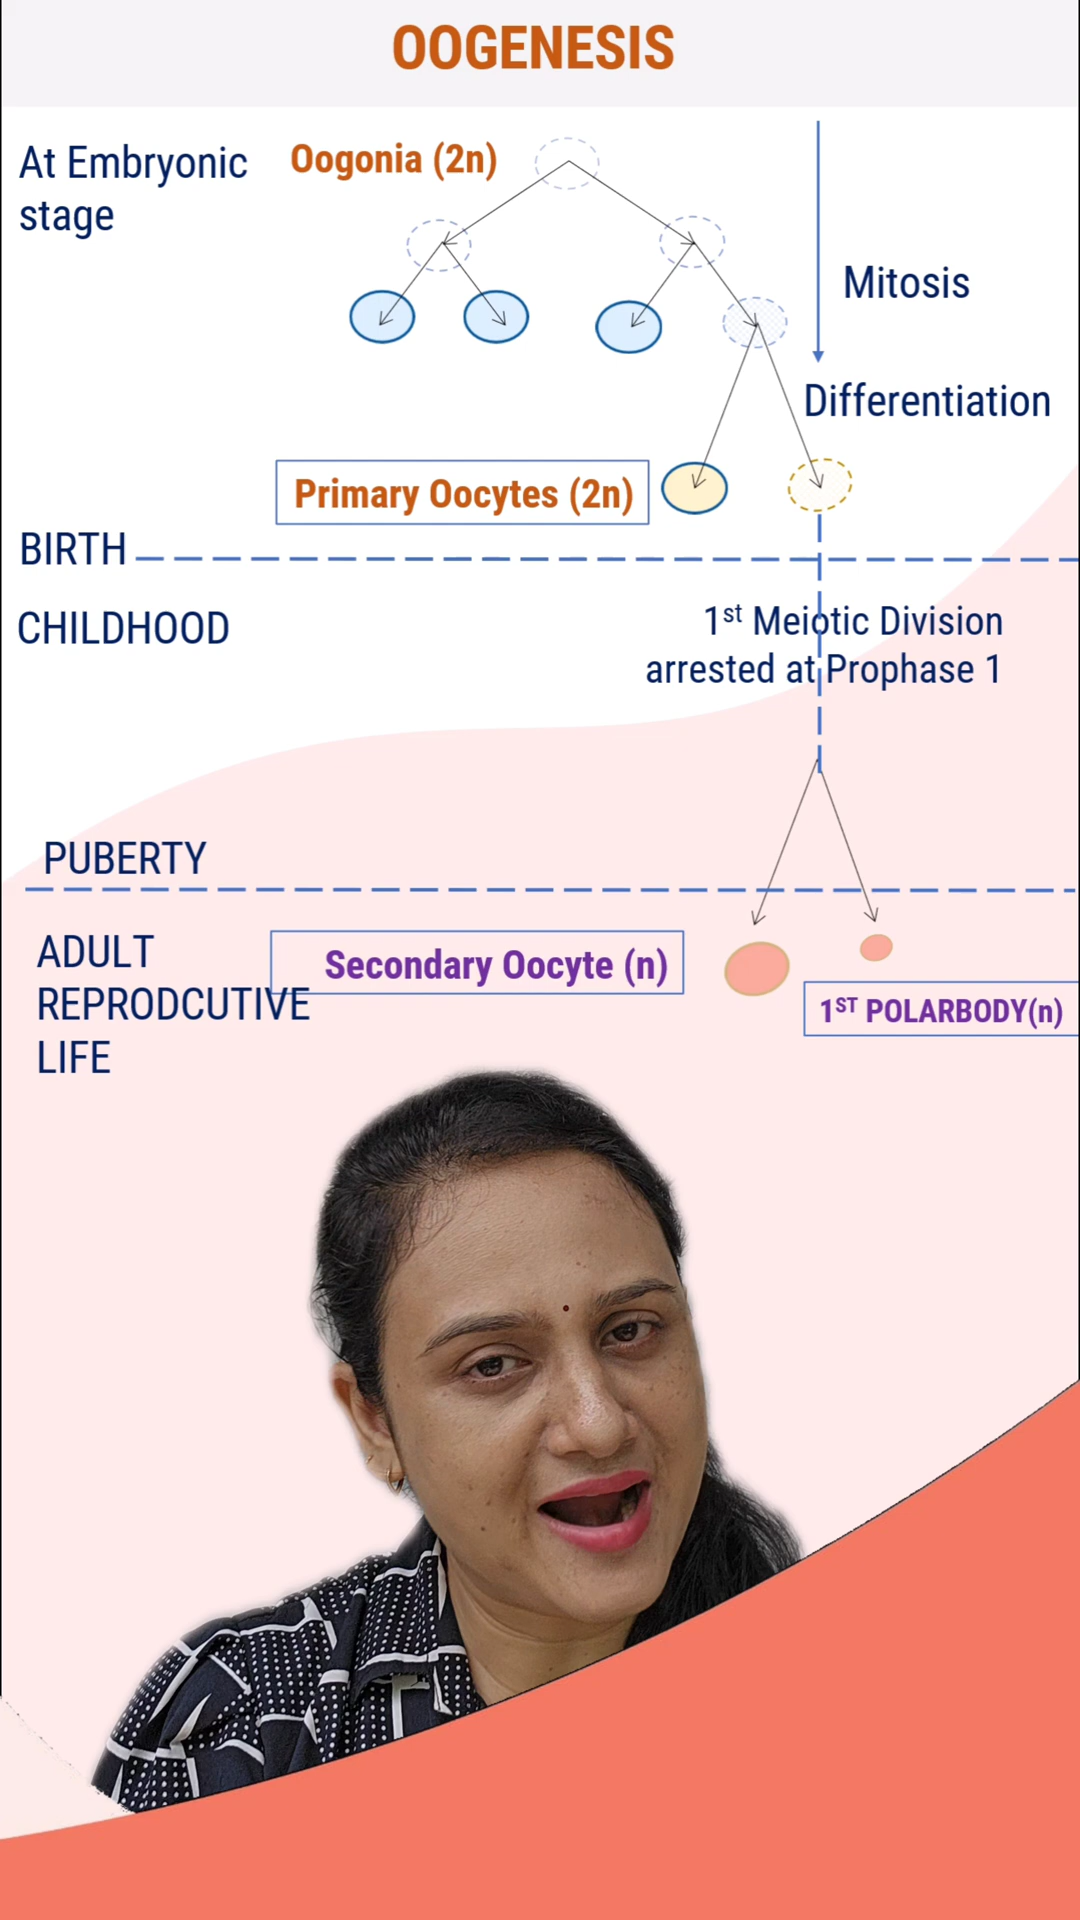 OOGENESIS
At Embryonic
stage
Oogonia (2n)
Mitosis
Differentiation
Primary Oocytes (2n)
BIRTH
CHILDHOOD
1st Meiotic Division
arrested at Prophase 1
PUBERTY
ADULT
REPRODCUTIVE
LIFE
Secondary Oocyte (n)
1ST POLARBODY(n)